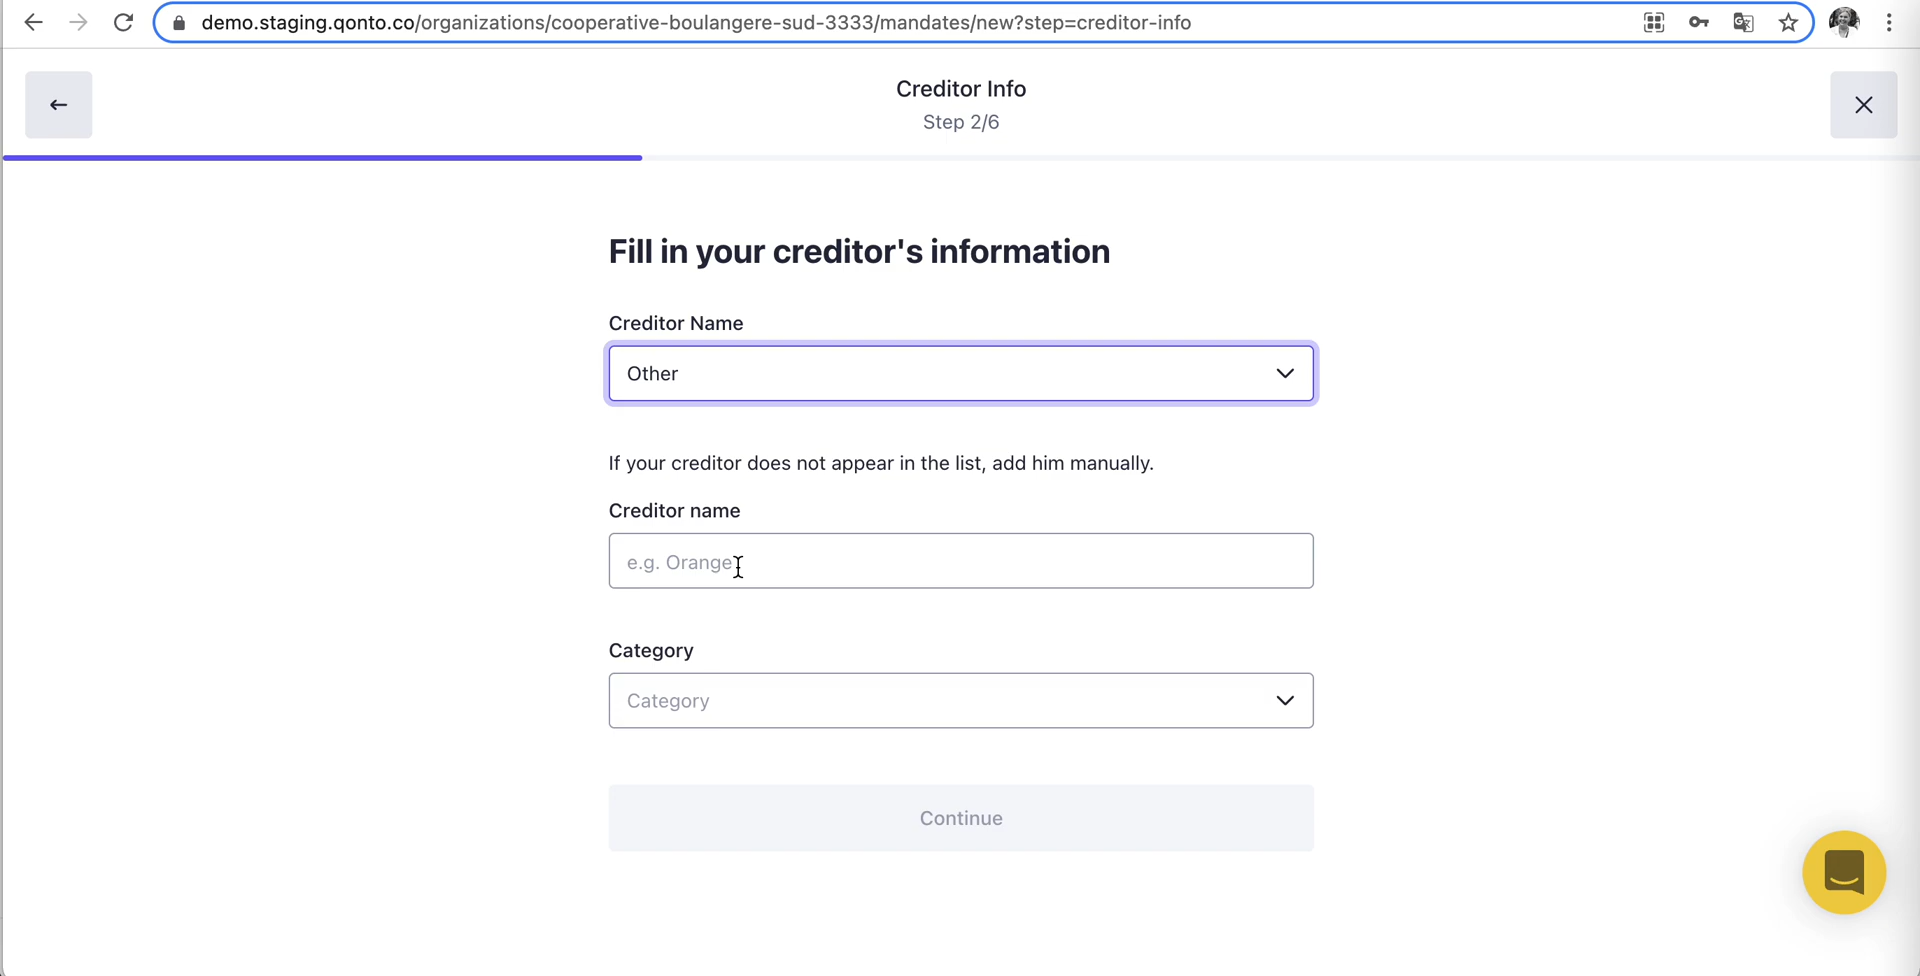 demo.staging.qonto.co/organizations/cooperative-boulangere-sud-3333/mandates/new?step=creditor-info
Creditor Info
Step 2/6
Fill in your creditor's information
Creditor Name
Other
If your creditor does not appear in the list, add him manually.
Creditor name
e.g. Orange
Category
Category
Continue